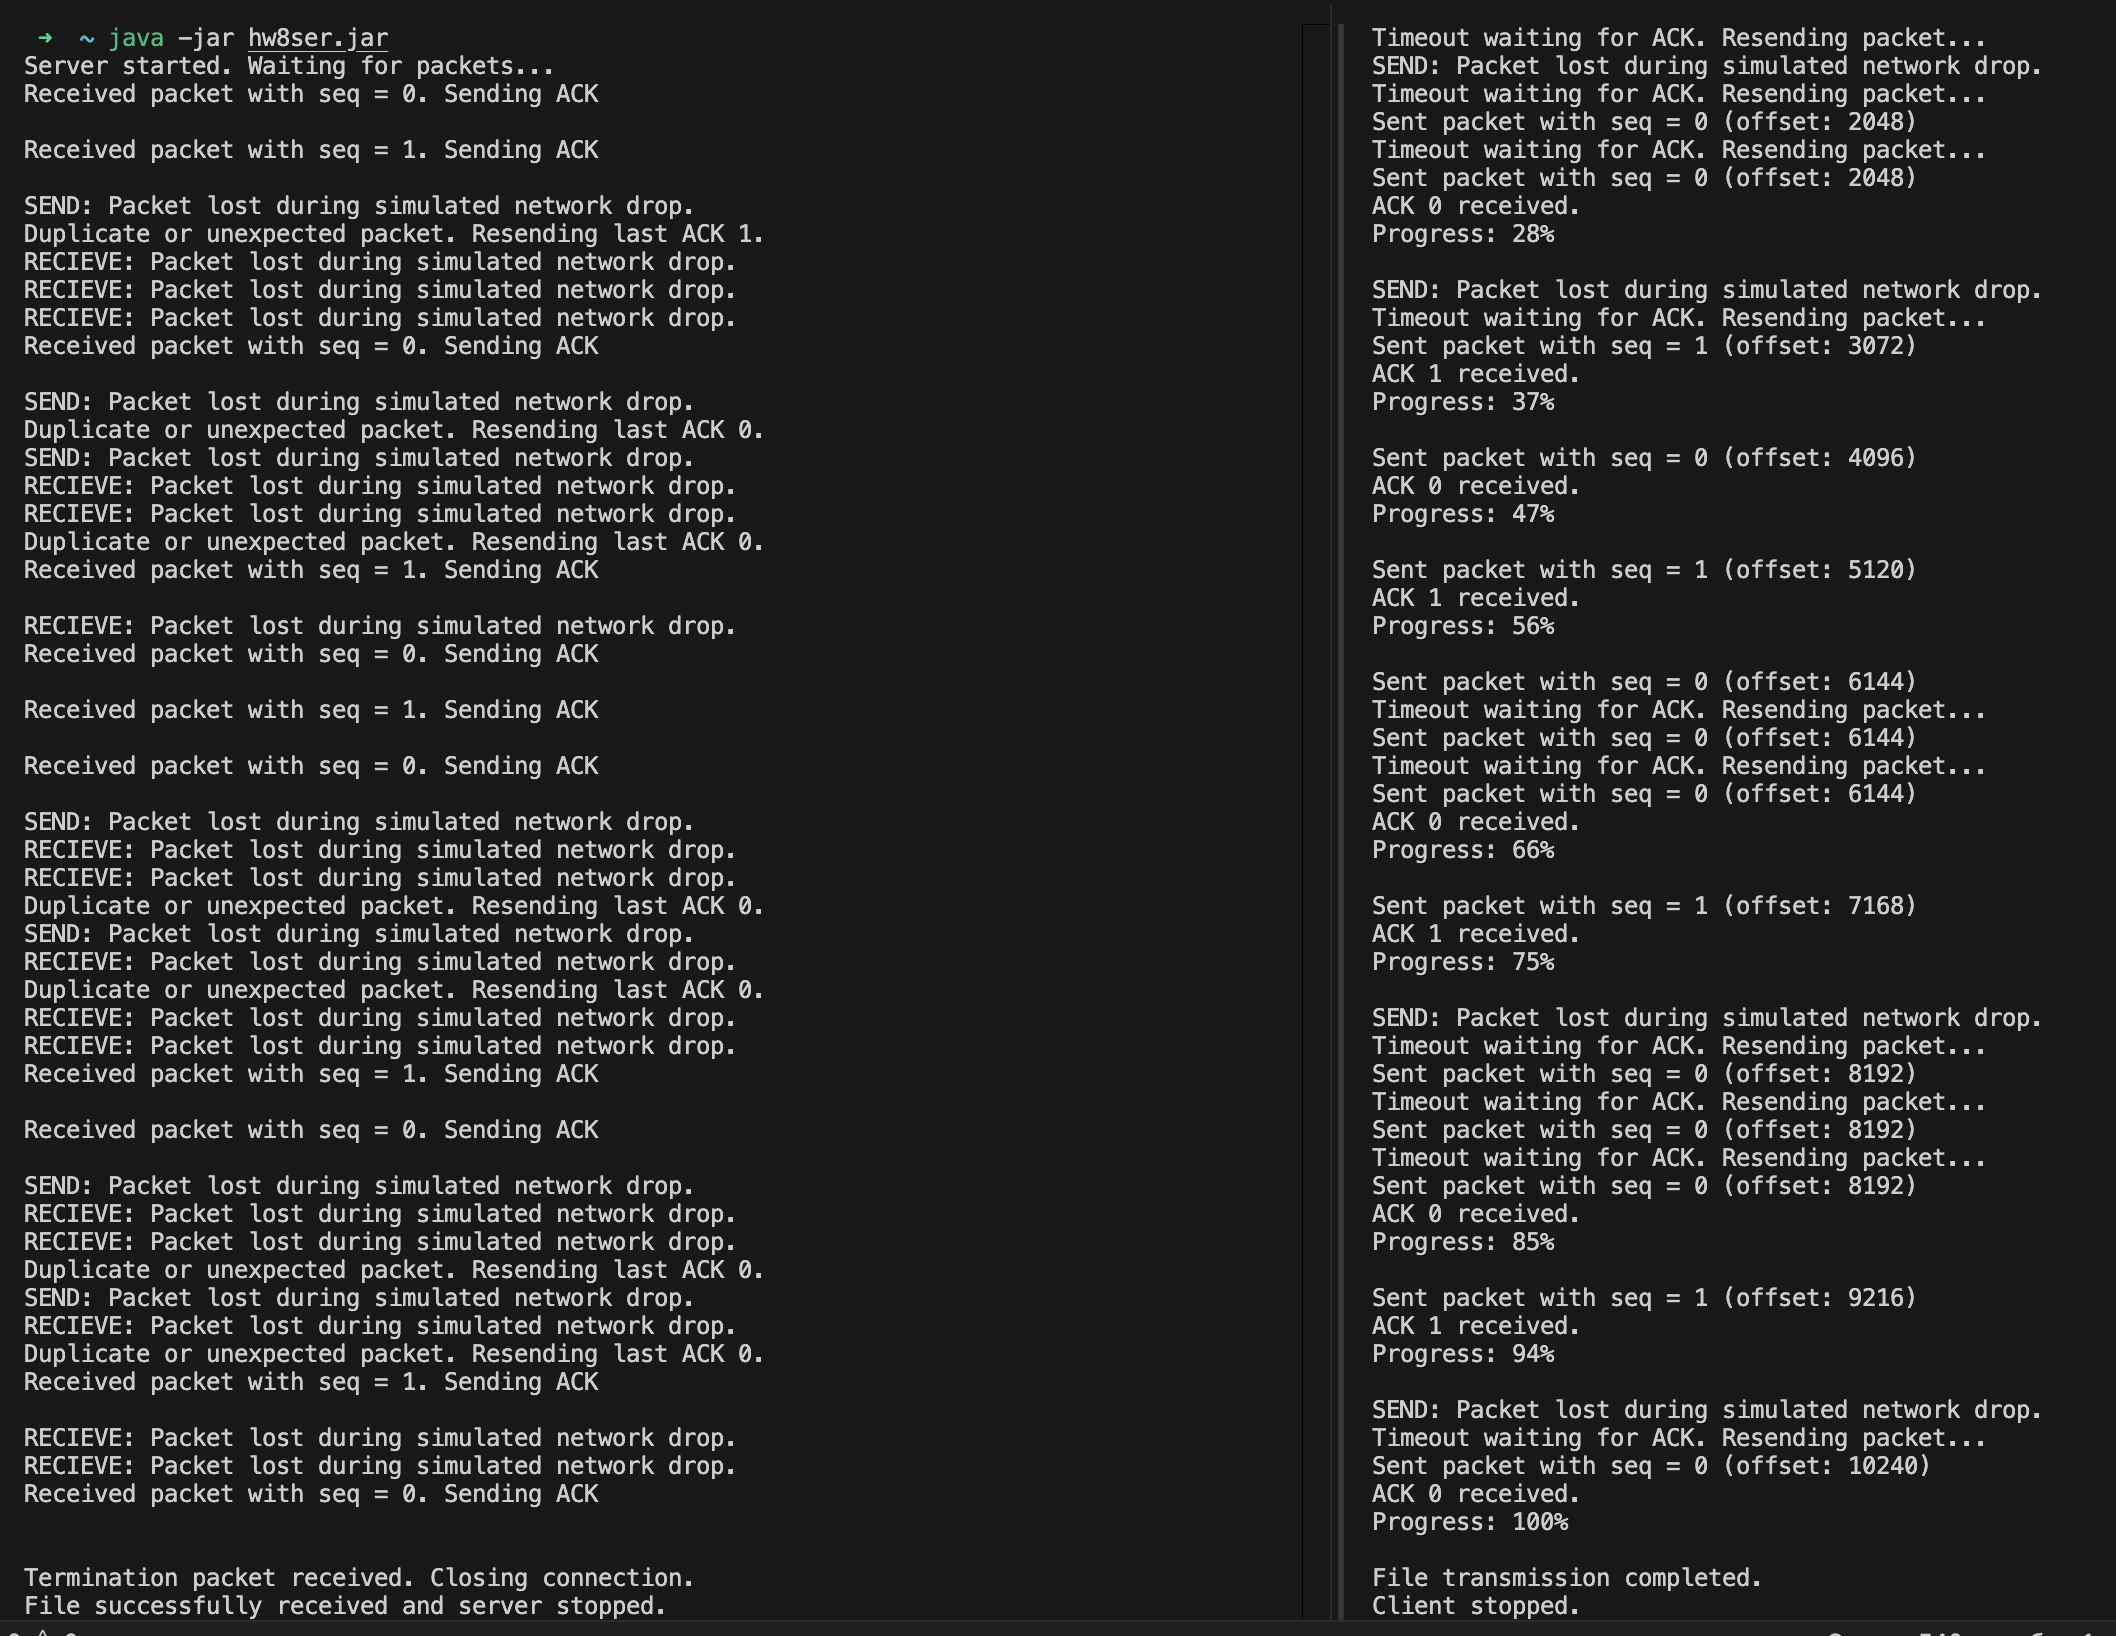 ➜ ~ java -jar hw8ser.jar
Server started. Waiting for packets...
Received packet with seq = 0. Sending ACK
Received packet with seq = 1. Sending ACK
SEND: Packet lost during simulated network drop.
Duplicate or unexpected packet. Resending last ACK 1.
RECIEVE: Packet lost during simulated network drop.
RECIEVE: Packet lost during simulated network drop.
RECIEVE: Packet lost during simulated network drop.
Received packet with seq = 0. Sending ACK
SEND: Packet lost during simulated network drop.
Duplicate or unexpected packet. Resending last ACK 0.
SEND: Packet lost during simulated network drop.
RECIEVE: Packet lost during simulated network drop.
RECIEVE: Packet lost during simulated network drop.
Duplicate or unexpected packet. Resending last ACK 0.
Received packet with seq = 1. Sending ACK
RECIEVE: Packet lost during simulated network drop.
Received packet with seq = 0. Sending ACK
Received packet with seq = 1. Sending ACK
Received packet with seq = 0. Sending ACK
SEND: Packet lost during simulated network drop.
RECIEVE: Packet lost during simulated network drop.
RECIEVE: Packet lost during simulated network drop.
Duplicate or unexpected packet. Resending last ACK 0.
SEND: Packet lost during simulated network drop.
RECIEVE: Packet lost during simulated network drop.
Duplicate or unexpected packet. Resending last ACK 0.
RECIEVE: Packet lost during simulated network drop.
RECIEVE: Packet lost during simulated network drop.
Received packet with seq = 1. Sending ACK
Received packet with seq = 0. Sending ACK
SEND: Packet lost during simulated network drop.
RECIEVE: Packet lost during simulated network drop.
RECIEVE: Packet lost during simulated network drop.
Duplicate or unexpected packet. Resending last ACK 0.
SEND: Packet lost during simulated network drop.
RECIEVE: Packet lost during simulated network drop.
Duplicate or unexpected packet. Resending last ACK 0.
Received packet with seq = 1. Sending ACK
RECIEVE: Packet lost during simulated network drop.
RECIEVE: Packet lost during simulated network drop.
Received packet with seq = 0. Sending ACK
Termination packet received. Closing connection.
File successfully received and server stopped.
Timeout waiting for ACK. Resending packet...
SEND: Packet lost during simulated network drop.
Timeout waiting for ACK. Resending packet...
Sent packet with seq = 0 (offset: 2048)
Timeout waiting for ACK. Resending packet...
Sent packet with seq = 0 (offset: 2048)
ACK 0 received.
Progress: 28%
SEND: Packet lost during simulated network drop.
Timeout waiting for ACK. Resending packet...
Sent packet with seq = 1 (offset: 3072)
ACK 1 received.
Progress: 37%
Sent packet with seq = 0 (offset: 4096)
ACK 0 received.
Progress: 47%
Sent packet with seq = 1 (offset: 5120)
ACK 1 received.
Progress: 56%
Sent packet with seq = 0 (offset: 6144)
Timeout waiting for ACK. Resending packet...
Sent packet with seq = 0 (offset: 6144)
Timeout waiting for ACK. Resending packet...
Sent packet with seq = 0 (offset: 6144)
ACK 0 received.
Progress: 66%
Sent packet with seq = 1 (offset: 7168)
ACK 1 received.
Progress: 75%
SEND: Packet lost during simulated network drop.
Timeout waiting for ACK. Resending packet...
Sent packet with seq = 0 (offset: 8192)
Timeout waiting for ACK. Resending packet...
Sent packet with seq = 0 (offset: 8192)
Timeout waiting for ACK. Resending packet...
Sent packet with seq = 0 (offset: 8192)
ACK 0 received.
Progress: 85%
Sent packet with seq = 1 (offset: 9216)
ACK 1 received.
Progress: 94%
SEND: Packet lost during simulated network drop.
Timeout waiting for ACK. Resending packet...
Sent packet with seq = 0 (offset: 10240)
ACK 0 received.
Progress: 100%
File transmission completed.
Client stopped.